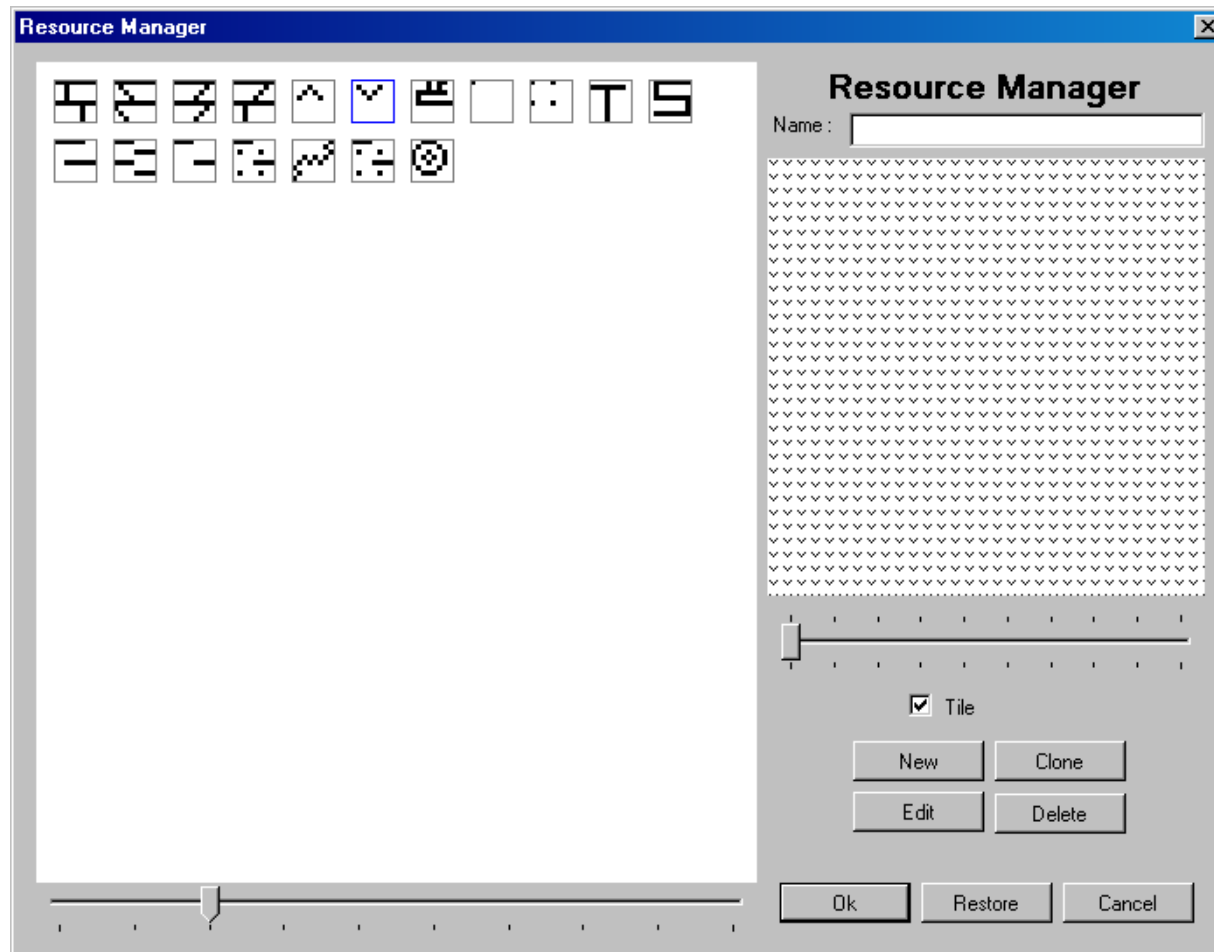 Resource Manager
Resource Manager
Name :
Tile
New
Clone
Edit
Delete
Ok
Restore
Cancel